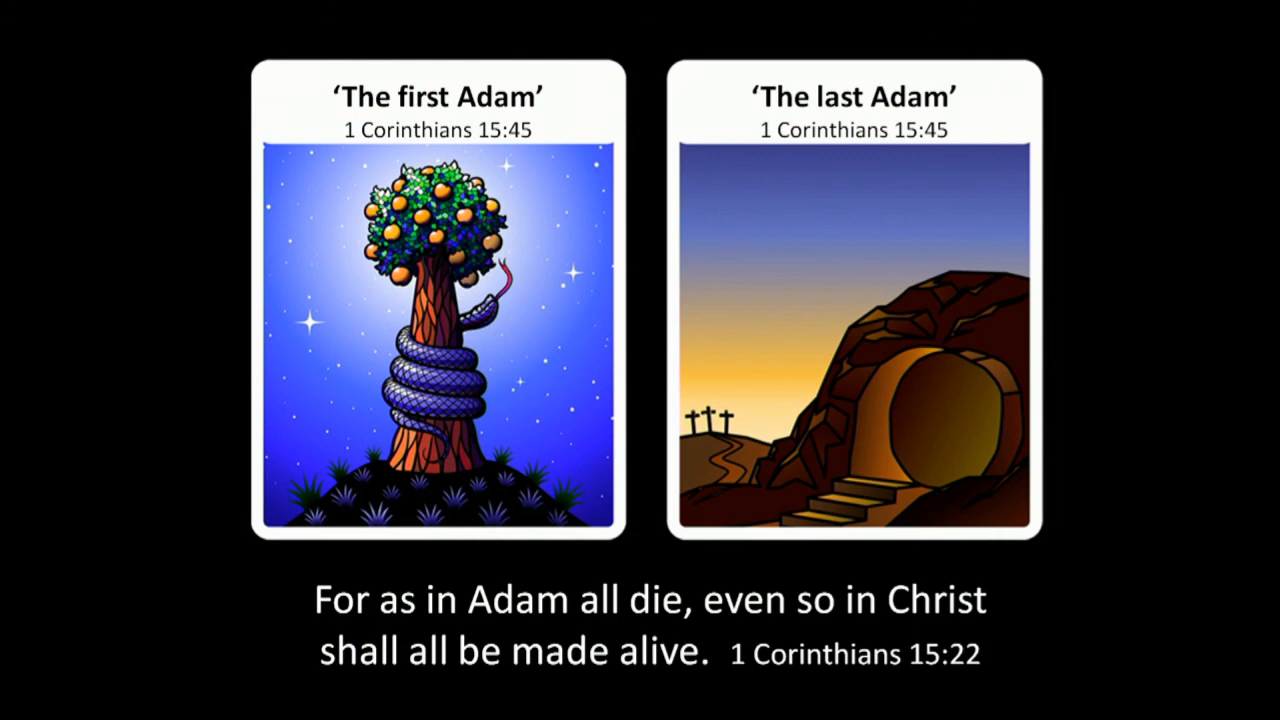 ‘The first Adam’
1 Corinthians 15:45
‘The last Adam’
1 Corinthians 15:45
For as in Adam all die, even so in Christ
shall all be made alive. 1 Corinthians 15:22